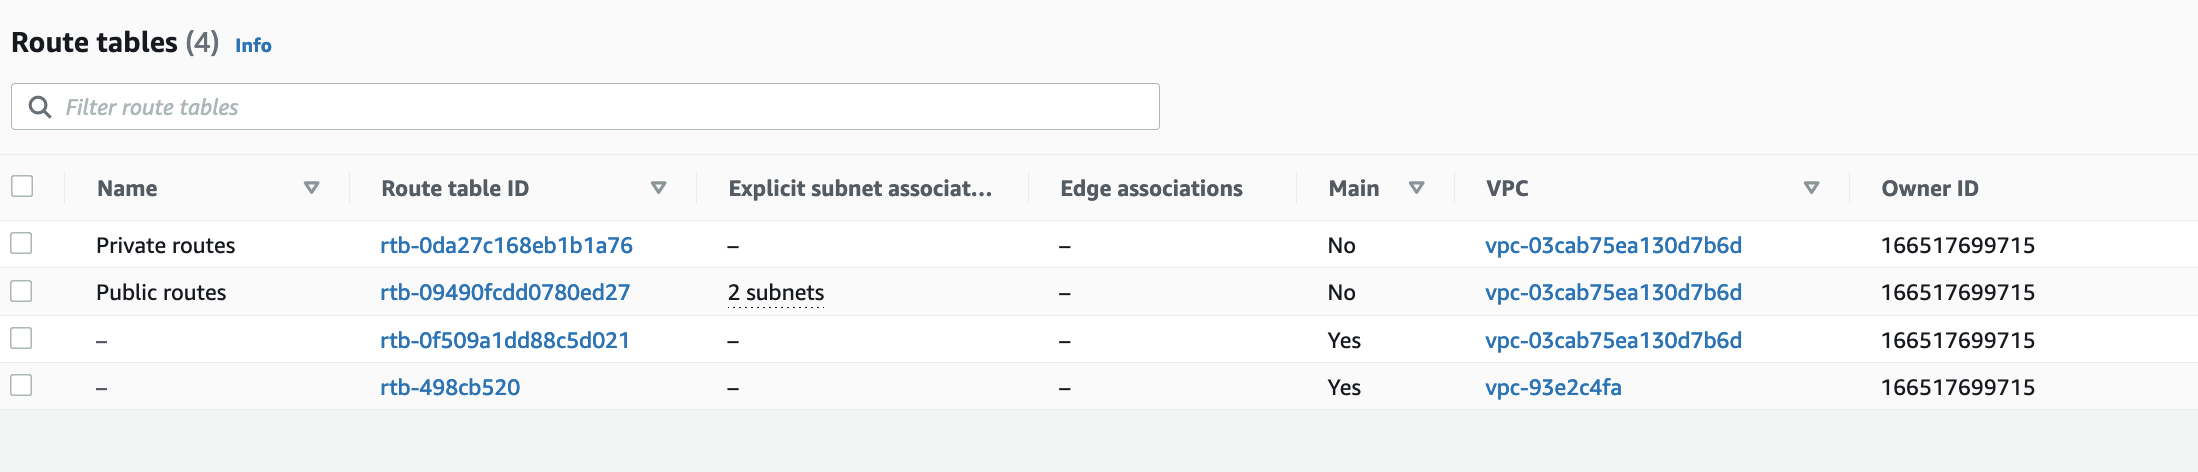 Route tables (4) Info
Filter route tables
Name Route table ID Explicit subnet associat... Edge associations Main VPC Owner ID
Private routes rtb-0da27c168eb1b1a76 – – No vpc-03cab75ea130d7b6d 166517699715
Public routes rtb-09490fcdd0780ed27 2 subnets – No vpc-03cab75ea130d7b6d 166517699715
– rtb-0f509a1dd88c5d021 – – Yes vpc-03cab75ea130d7b6d 166517699715
– rtb-498cb520 – – Yes vpc-93e2c4fa 166517699715